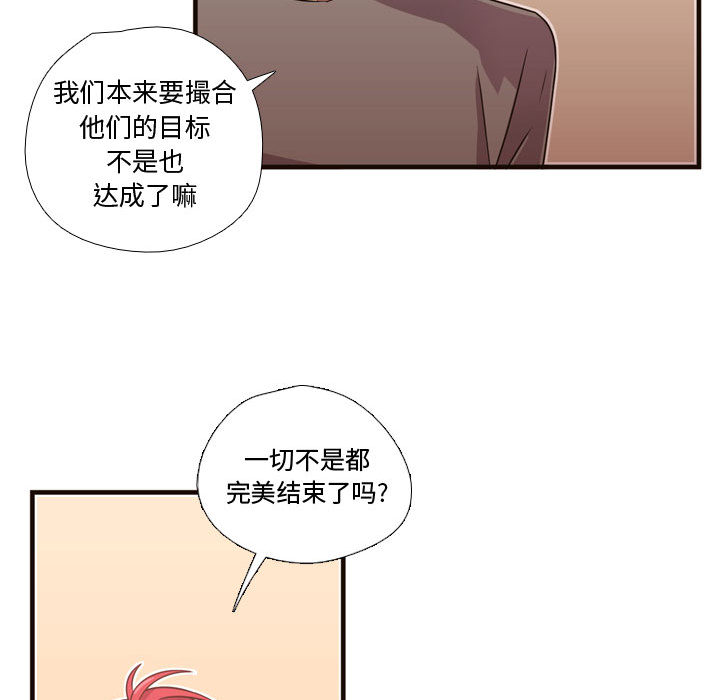 我们本来要撮合
他们的目标
不是也
达成了嘛
一切不是都
完美结束了吗?